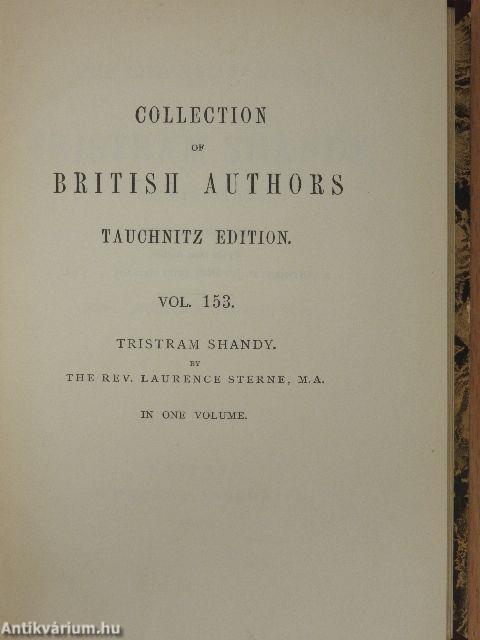 COLLECTION
OF
BRITISH AUTHORS
TAUCHNITZ EDITION.
VOL. 153.
TRISTRAM SHANDY.
BY
THE REV. LAURENCE STERNE, M.A.
IN ONE VOLUME.
Antikvárium.hu